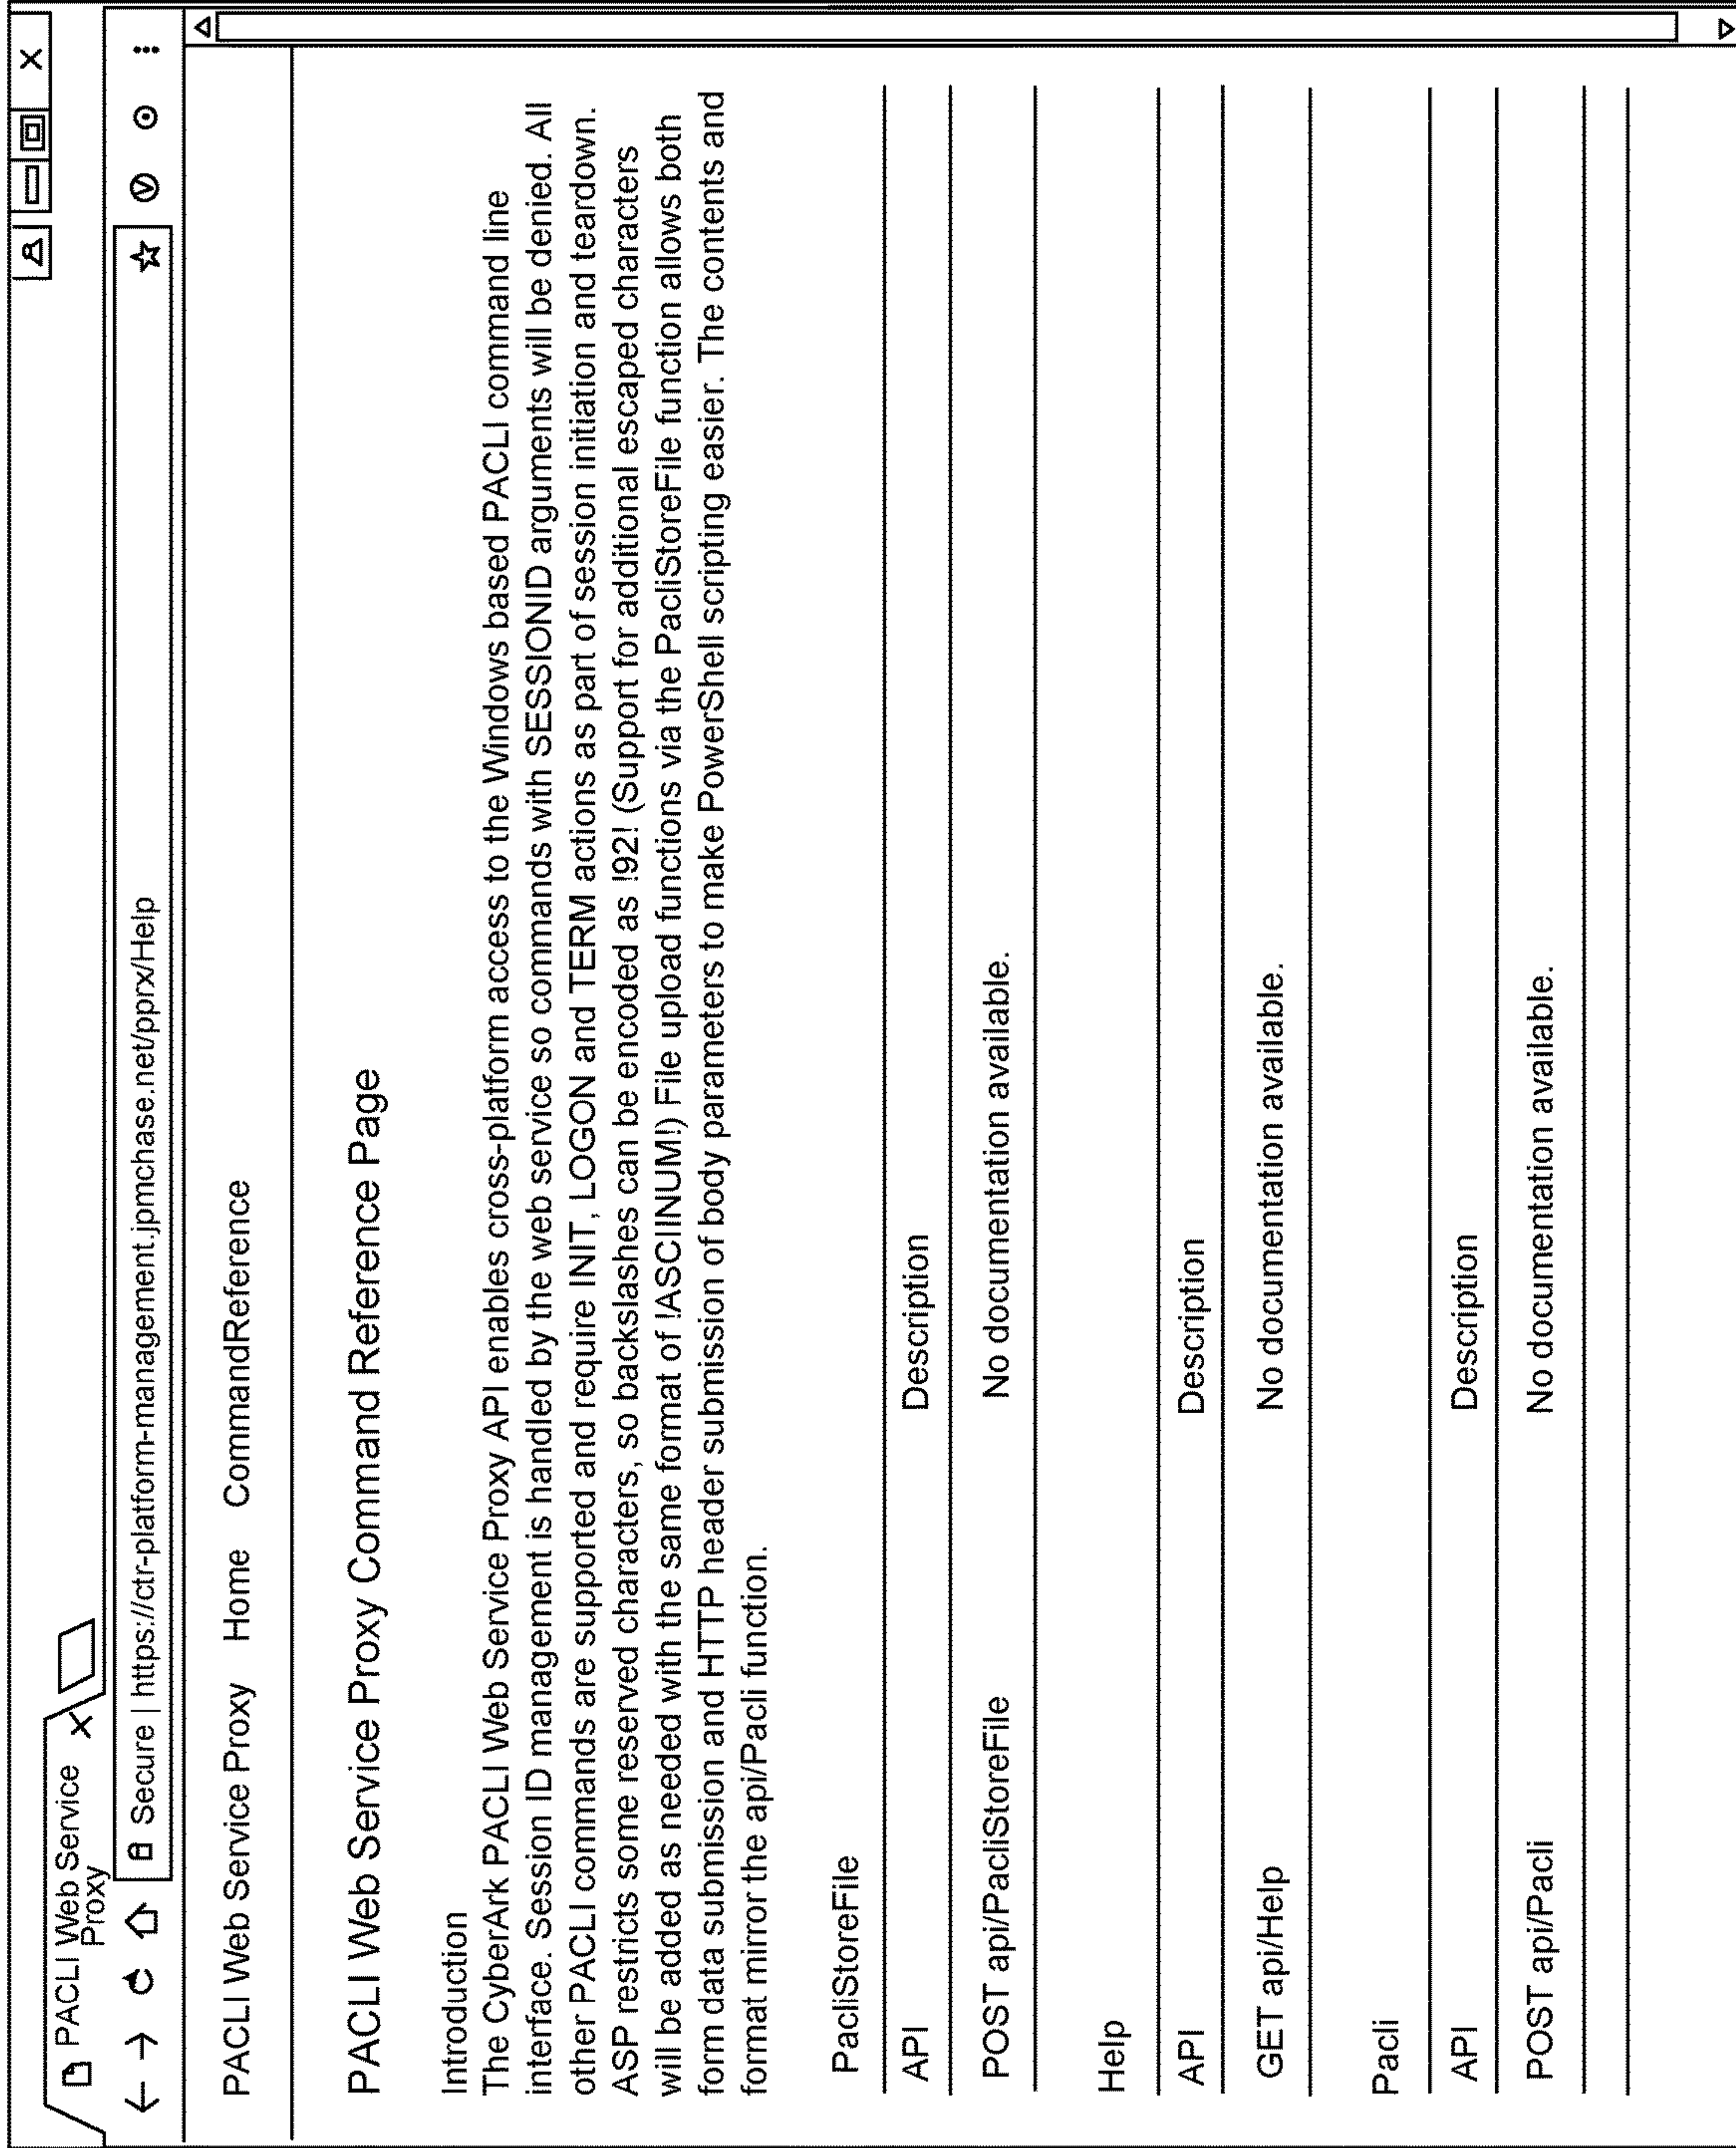 PACLI Web Service
Proxy
Secure | https://ctr-platform-management.jpmchase.net/pprx/Help
PACLI Web Service Proxy Home CommandReference
PACLI Web Service Proxy Command Reference Page
Introduction
The CyberArk PACLI Web Service Proxy API enables cross-platform access to the Windows based PACLI command line
interface. Session ID management is handled by the web service so commands with SESSIONID arguments will be denied. All
other PACLI commands are supported and require INIT, LOGON and TERM actions as part of session initiation and teardown.
ASP restricts some reserved characters, so backslashes can be encoded as !92! (Support for additional escaped characters
will be added as needed with the same format of !ASCIINUM!) File upload functions via the PacliStoreFile function allows both
form data submission and HTTP header submission of body parameters to make PowerShell scripting easier. The contents and
format mirror the api/Pacli function.
PacliStoreFile
API Description
POST api/PacliStoreFile No documentation available.
Help
API Description
GET api/Help No documentation available.
Pacli
API Description
POST api/Pacli No documentation available.